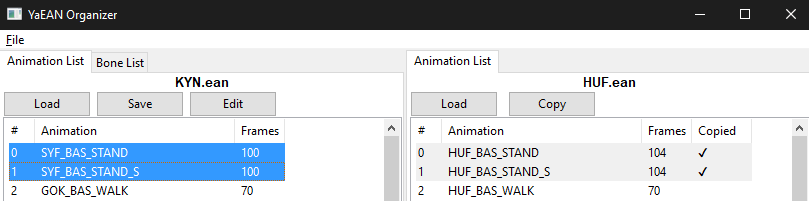 YaEAN Organizer
File
Animation List Bone List
KYN.ean
Load Save Edit
# Animation Frames
0 SYF_BAS_STAND 100
1 SYF_BAS_STAND_S 100
2 GOK_BAS_WALK 70
Animation List
HUF.ean
Load Copy
# Animation Frames Copied
0 HUF_BAS_STAND 104 ✓
1 HUF_BAS_STAND_S 104 ✓
2 HUF_BAS_WALK 70